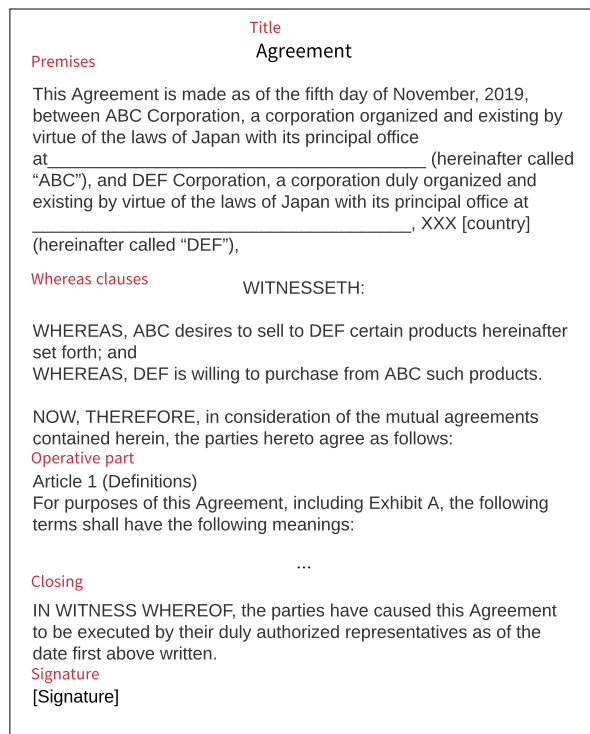 Title
Agreement
Premises
This Agreement is made as of the fifth day of November, 2019,
between ABC Corporation, a corporation organized and existing by
virtue of the laws of Japan with its principal office
at______________________________________ (hereinafter called
“ABC”), and DEF Corporation, a corporation duly organized and
existing by virtue of the laws of Japan with its principal office at
______________________________________, XXX [country]
(hereinafter called “DEF”),
Whereas clauses
WITNESSETH:
WHEREAS, ABC desires to sell to DEF certain products hereinafter
set forth; and
WHEREAS, DEF is willing to purchase from ABC such products.
NOW, THEREFORE, in consideration of the mutual agreements
contained herein, the parties hereto agree as follows:
Operative part
Article 1 (Definitions)
For purposes of this Agreement, including Exhibit A, the following
terms shall have the following meanings:
...
Closing
IN WITNESS WHEREOF, the parties have caused this Agreement
to be executed by their duly authorized representatives as of the
date first above written.
Signature
[Signature]